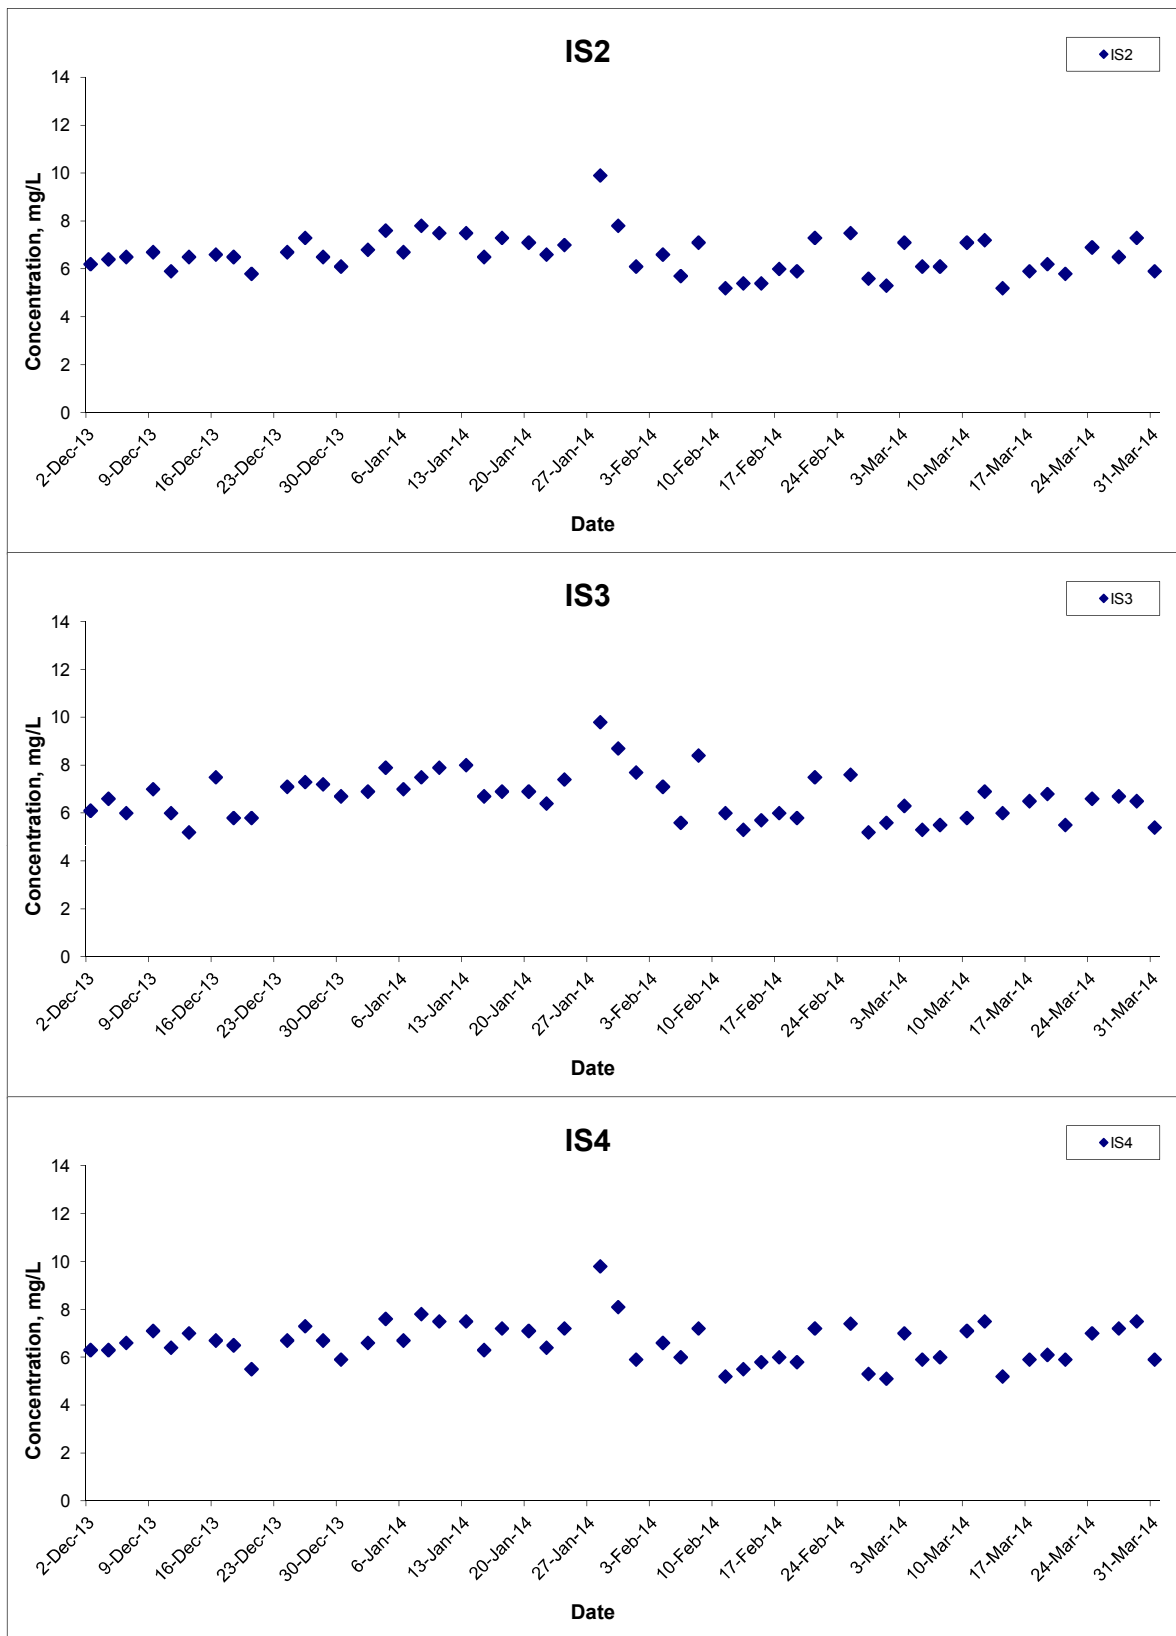 IS2
IS2
14
12
10
8
6
4
2
0
Concentration, mg/L
2-Dec-13
9-Dec-13
16-Dec-13
23-Dec-13
30-Dec-13
6-Jan-14
13-Jan-14
20-Jan-14
27-Jan-14
3-Feb-14
10-Feb-14
17-Feb-14
24-Feb-14
3-Mar-14
10-Mar-14
17-Mar-14
24-Mar-14
31-Mar-14
Date
IS3
IS3
14
12
10
8
6
4
2
0
Concentration, mg/L
2-Dec-13
9-Dec-13
16-Dec-13
23-Dec-13
30-Dec-13
6-Jan-14
13-Jan-14
20-Jan-14
27-Jan-14
3-Feb-14
10-Feb-14
17-Feb-14
24-Feb-14
3-Mar-14
10-Mar-14
17-Mar-14
24-Mar-14
31-Mar-14
Date
IS4
IS4
14
12
10
8
6
4
2
0
Concentration, mg/L
2-Dec-13
9-Dec-13
16-Dec-13
23-Dec-13
30-Dec-13
6-Jan-14
13-Jan-14
20-Jan-14
27-Jan-14
3-Feb-14
10-Feb-14
17-Feb-14
24-Feb-14
3-Mar-14
10-Mar-14
17-Mar-14
24-Mar-14
31-Mar-14
Date